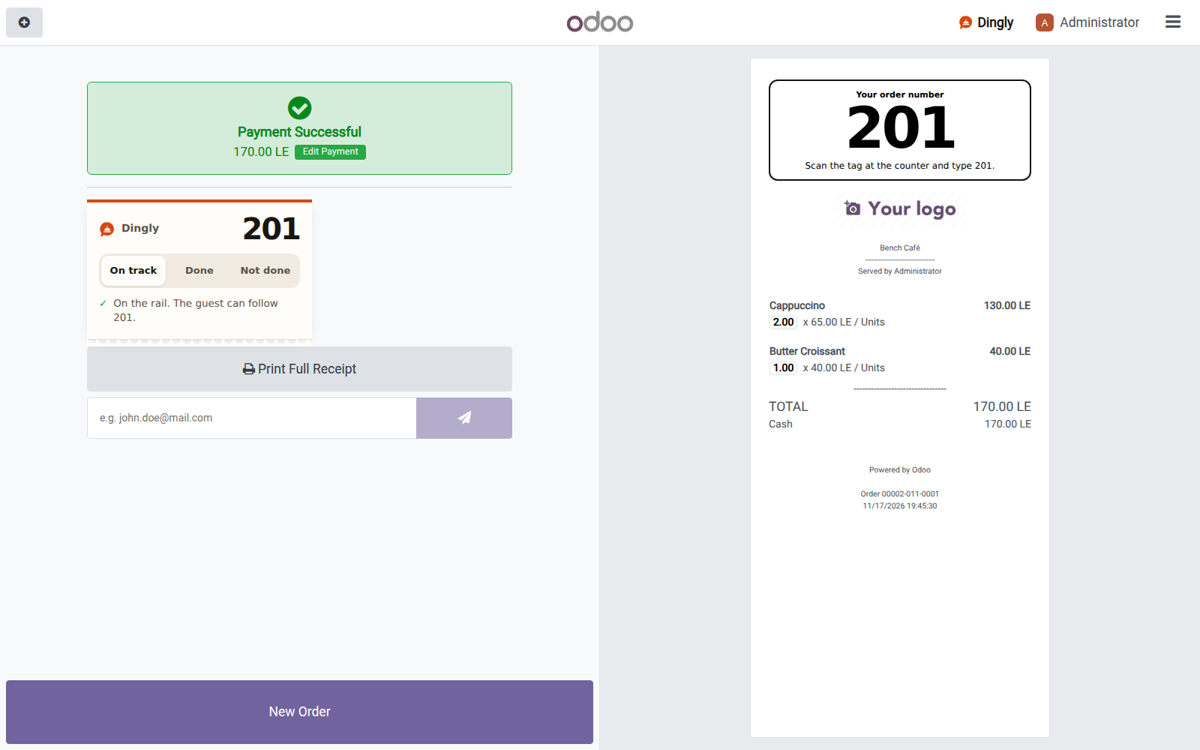 odoo
Dingly
A Administrator
Payment Successful
170.00 LE Edit Payment
Dingly
201
On track
Done
Not done
✓ On the rail. The guest can follow
201.
Print Full Receipt
e.g. john.doe@mail.com
New Order
Your order number
201
Scan the tag at the counter and type 201.
Your logo
Bench Café
--------------------------------
Served by Administrator
Cappuccino 130.00 LE
2.00 x 65.00 LE / Units
Butter Croissant 40.00 LE
1.00 x 40.00 LE / Units
--------------------------------
TOTAL 170.00 LE
Cash 170.00 LE
Powered by Odoo
Order 00002-011-0001
11/17/2026 19:45:30